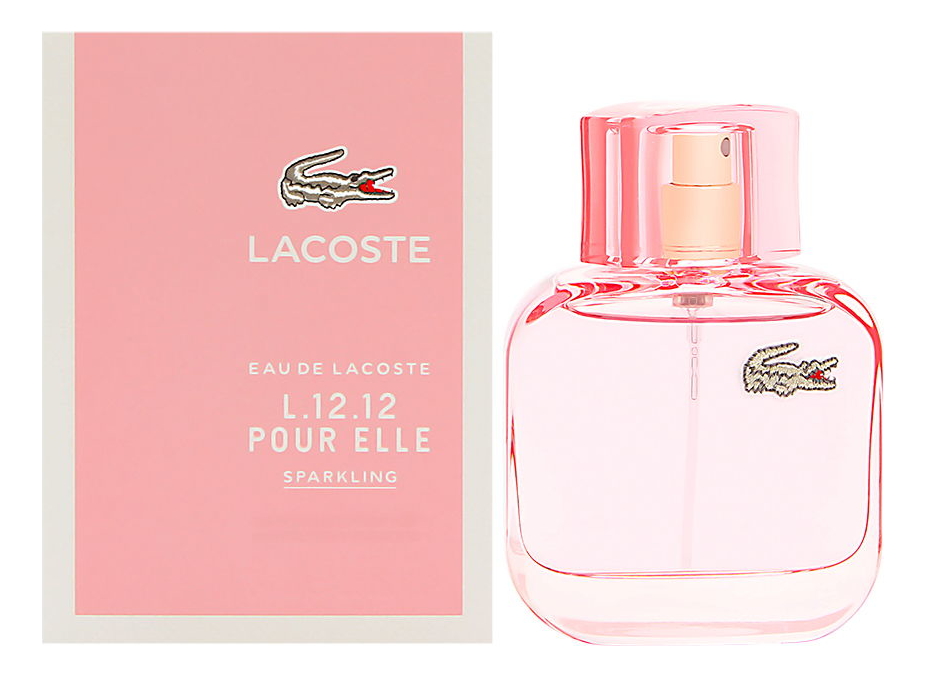 LACOSTE
EAU DE LACOSTE
L.12.12
POUR ELLE
SPARKLING